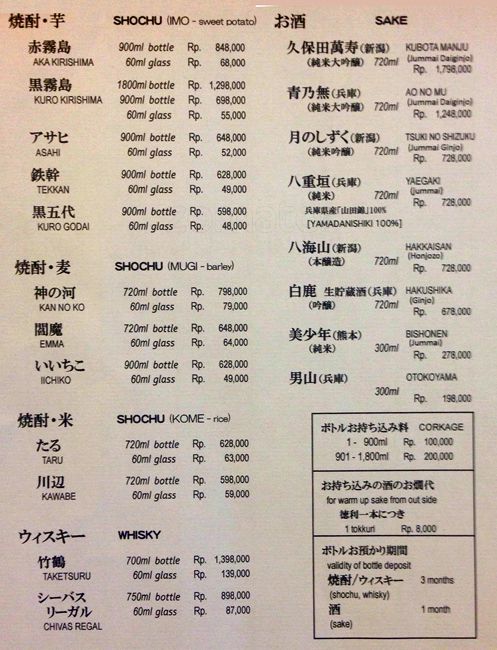 焼酎・芋 SHOCHU (IMO - sweet potato)
赤霧島 900ml bottle Rp. 848,000
AKA KIRISHIMA 60ml glass Rp. 68,000
黒霧島 1800ml bottle Rp. 1,298,000
KURO KIRISHIMA 900ml bottle Rp. 698,000
60ml glass Rp. 55,000
アサヒ 900ml bottle Rp. 648,000
ASAHI 60ml glass Rp. 52,000
鉄幹 900ml bottle Rp. 628,000
TEKKAN 60ml glass Rp. 49,000
黒五代 900ml bottle Rp. 598,000
KURO GODAI 60ml glass Rp. 48,000
焼酎・麦 SHOCHU (MUGI - barley)
神の河 720ml bottle Rp. 798,000
KAN NO KO 60ml glass Rp. 79,000
閻魔 720ml bottle Rp. 648,000
EMMA 60ml glass Rp. 64,000
いいちこ 900ml bottle Rp. 628,000
IICHIKO 60ml glass Rp. 49,000
焼酎・米 SHOCHU (KOME - rice)
たる 720ml bottle Rp. 628,000
TARU 60ml glass Rp. 63,000
川辺 720ml bottle Rp. 598,000
KAWABE 60ml glass Rp. 59,000
ウィスキー WHISKY
竹鶴 700ml bottle Rp. 1,398,000
TAKETSURU 60ml glass Rp. 139,000
シーバス 750ml bottle Rp. 898,000
リーガル 60ml glass Rp. 87,000
CHIVAS REGAL
お酒 SAKE
久保田萬寿(新潟) KUBOTA MANJU
(純米大吟醸) 720ml (Jummai Daiginjo)
Rp. 1,798,000
青乃無(兵庫) AO NO MU
(純米大吟醸) 720ml (Jummai Daiginjo)
Rp. 1,248,000
月のしずく(新潟) TSUKI NO SHIZUKU
(純米吟醸) 720ml (Jummai Ginjo)
Rp. 728,000
八重垣(兵庫) YAEGAKI
(純米) 720ml (jummai)
Rp. 728,000
兵庫県産「山田錦」100%
[YAMADANISHIKI 100%]
八海山(新潟) HAKKAISAN
(本醸造) 720ml (Honjozo)
Rp. 728,000
白鹿 生貯蔵酒(兵庫) HAKUSHIKA
(吟醸) 720ml (Ginjo)
Rp. 678,000
美少年(熊本) BISHONEN
(純米) 300ml (Jummai)
Rp. 278,000
男山(兵庫) OTOKOYAMA
300ml Rp. 198,000
ボトルお持ち込み料 CORKAGE
1 - 900ml Rp. 100,000
901 - 1,800ml Rp. 200,000
お持ち込みの酒のお燗代
for warm up sake from out side
徳利一本につき
1 tokkuri Rp. 8,000
ボトルお預かり期間
validity of bottle deposit
焼酎/ウィスキー 3 months
(shochu, whisky)
酒 1 month
(sake)